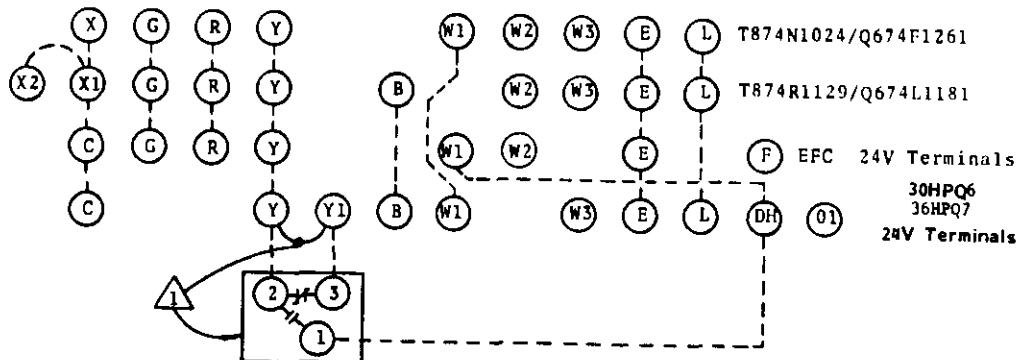 X G R Y W1 W2 W3 E L T874N1024/Q674F1261
X2 X1 G R Y B W2 W3 E L T874R1129/Q674L1181
C G R Y W1 W2 E F EFC 24V Terminals
30HPQ6
C Y Y1 B W1 W3 E L DH 01 36HPQ7
24V Terminals
1 2 3
1